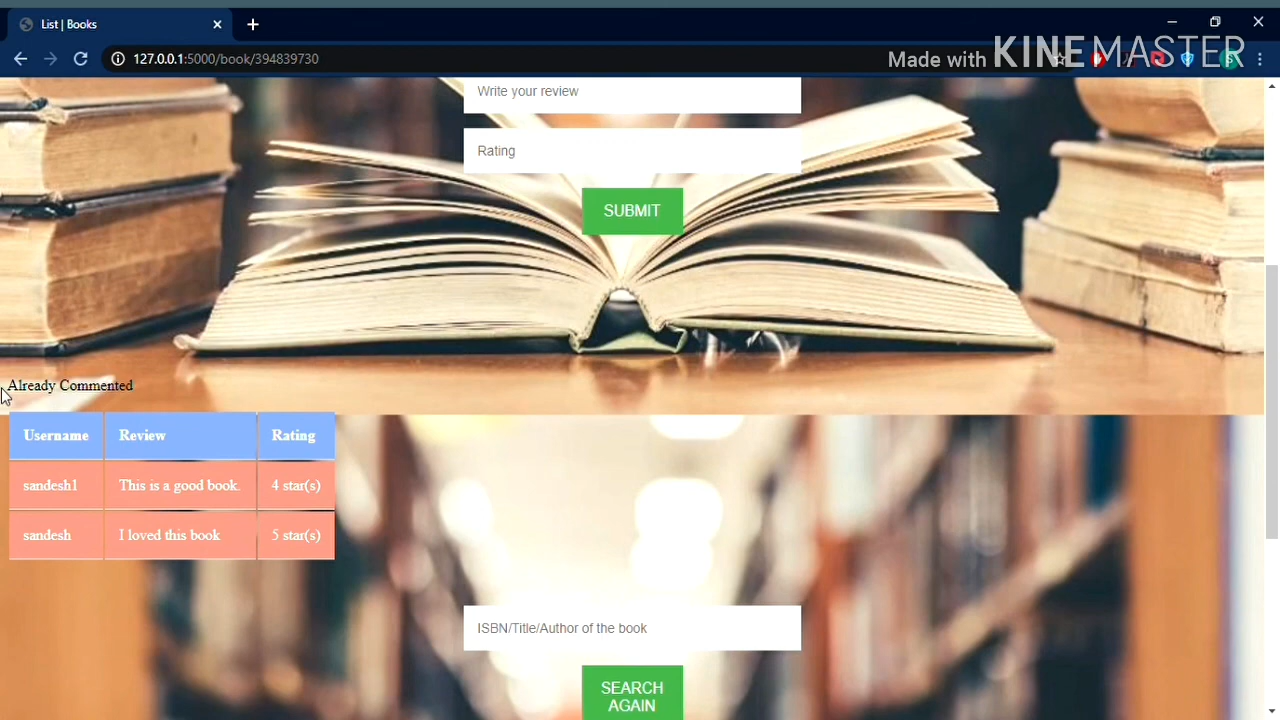 List | Books
127.0.0.1:5000/book/394839730
Made with KINEMASTER
Write your review
Rating
SUBMIT
Already Commented
Username Review Rating
sandesh1 This is a good book. 4 star(s)
sandesh I loved this book 5 star(s)
ISBN/Title/Author of the book
SEARCH
AGAIN